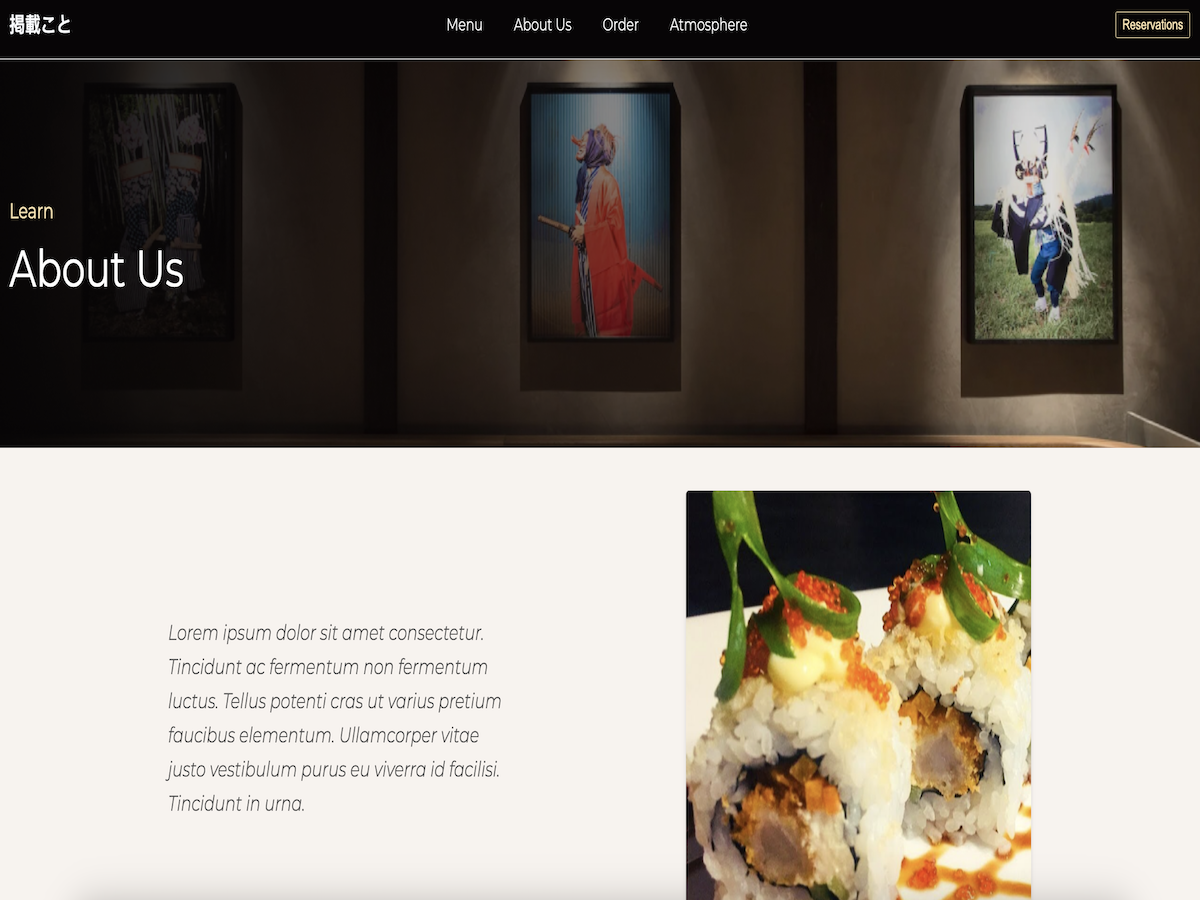 掲載こと
Menu
About Us
Order
Atmosphere
Reservations
Learn
About Us
Lorem ipsum dolor sit amet consectetur.
Tincidunt ac fermentum non fermentum
luctus. Tellus potenti cras ut varius pretium
faucibus elementum. Ullamcorper vitae
justo vestibulum purus eu viverra id facilisi.
Tincidunt in urna.